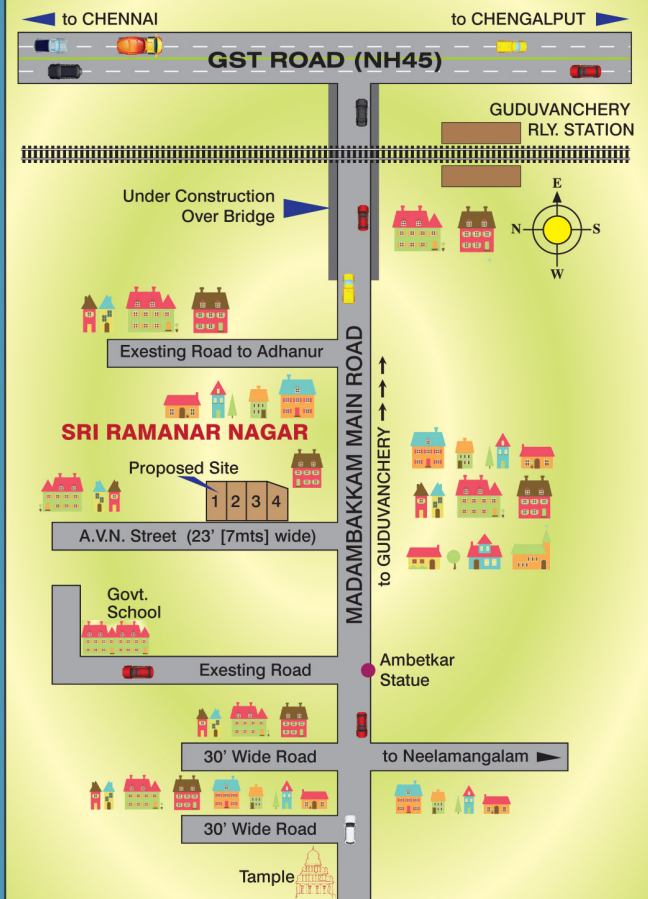 to CHENNAI
to CHENGALPUT
GST ROAD (NH45)
GUDUVANCHERY
RLY. STATION
Under Construction
Over Bridge
E
N
S
W
Exesting Road to Adhanur
MADAMBAKKAM MAIN ROAD
to GUDUVANCHERY
SRI RAMANAR NAGAR
Proposed Site
1 2 3 4
A.V.N. Street (23' [7mts] wide)
Govt.
School
Exesting Road
Ambetkar
Statue
30' Wide Road
to Neelamangalam
30' Wide Road
Tample